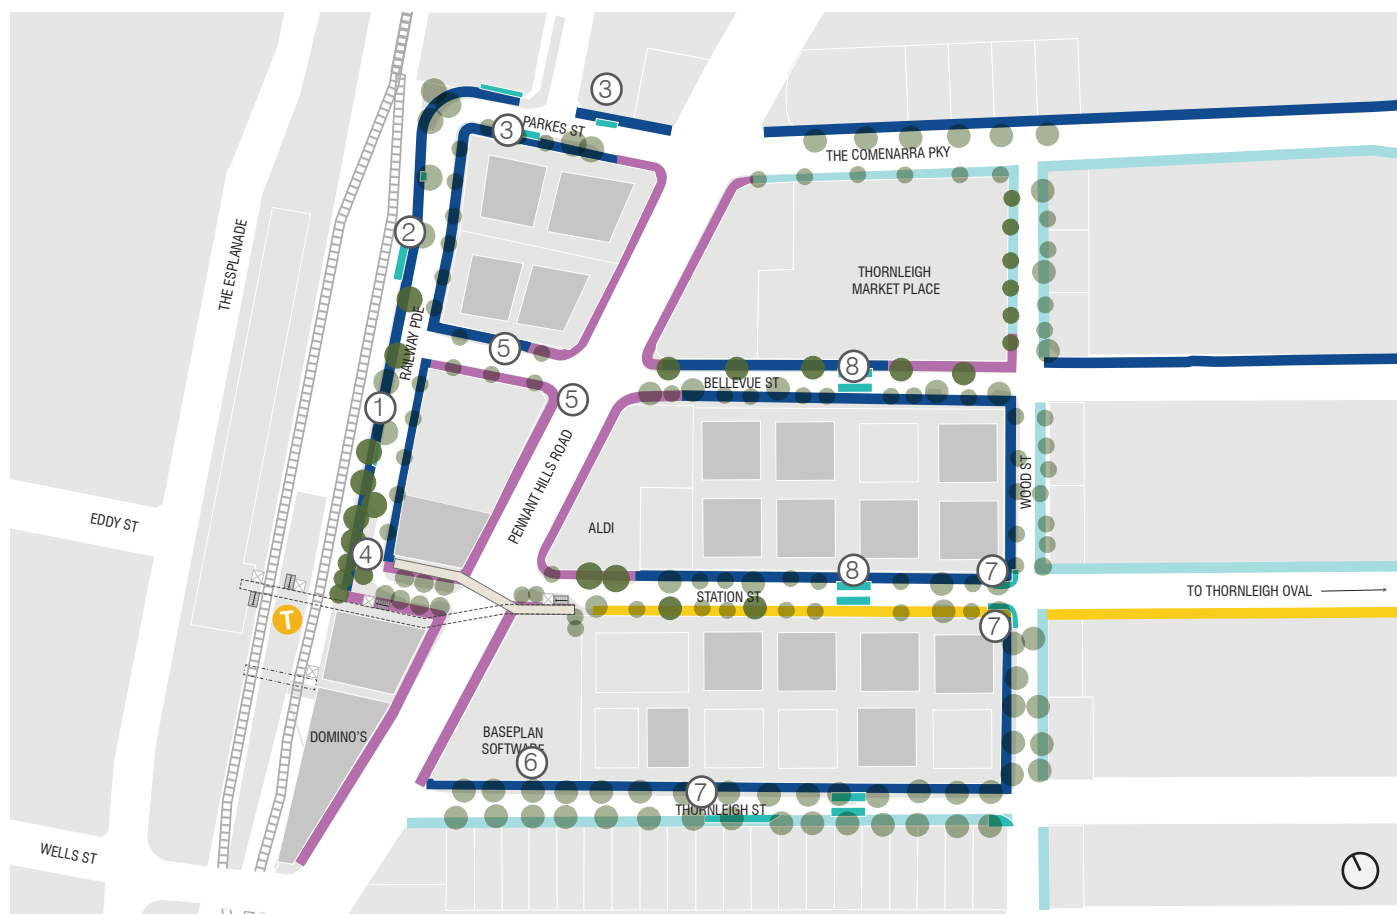 3
PARKES ST
3
THE COMENARRA PKY
2
THE ESPLANADE
THORNLEIGH
MARKET PLACE
RAILWAY PDE
5
8
BELLEVUE ST
5
1
PENNANT HILLS ROAD
WOOD ST
EDDY ST
ALDI
4
8
7
STATION ST
TO THORNLEIGH OVAL
T
7
DOMINO'S
BASEPLAN
SOFTWARE
6
7
THORNLEIGH ST
WELLS ST